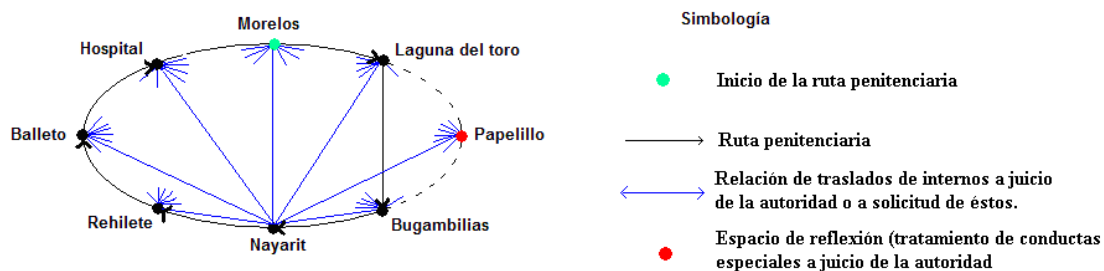 Morelos
Hospital
Laguna del toro
Balleto
Papelillo
Rehilete
Bugambilias
Nayarit
Simbología
Inicio de la ruta penitenciaria
Ruta penitenciaria
Relación de traslados de internos a juicio
de la autoridad o a solicitud de éstos.
Espacio de reflexión (tratamiento de conductas
especiales a juicio de la autoridad